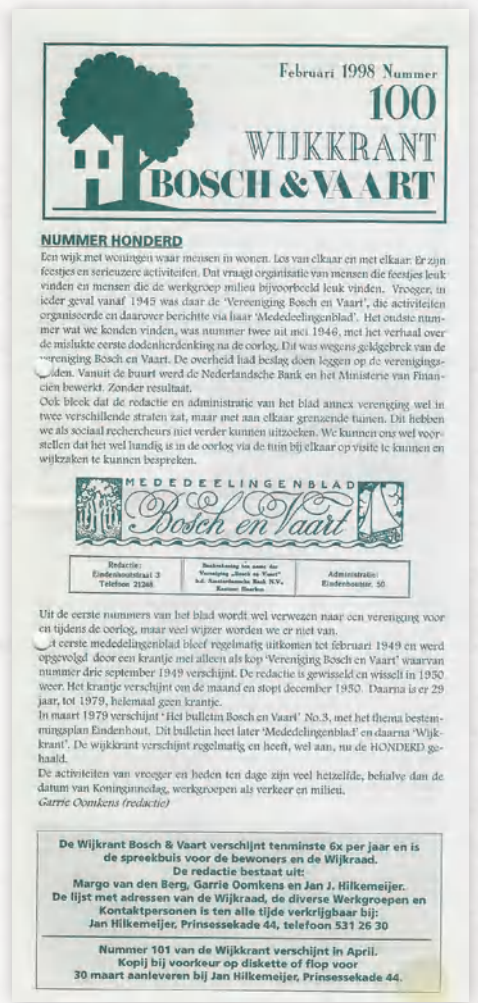 Februari 1998 Nummer
100
WIJKKRANT
BOSCH & VAART
NUMMER HONDERD
Een wijk met woningen waar mensen in wonen. Los van elkaar en met elkaar. Er zijn
feestjes en serieuzere activiteiten. Dat vraagt organisatie van mensen die feestjes leuk
vinden en mensen die de werkgroep milieu bijvoorbeeld leuk vinden. Vroeger, in
ieder geval vanaf 1945 was daar de 'Vereeniging Bosch en Vaart', die activiteiten
organiseerde en daarover berichtte via haar 'Mededeelingenblad'. Het oudste num-
mer wat we konden vinden, was nummer twee uit mei 1946, met het verhaal over
de mislukte eerste dodenherdenking na de oorlog. Dit was wegens geldgebrek van de
vereniging Bosch en Vaart. De overheid had beslag doen leggen op de verenigings-
den. Vanuit de buurt werd de Nederlandsche Bank en het Ministerie van Finan-
ciën bewerkt. Zonder resultaat.
Ook bleek dat de redactie en administratie van het blad annex vereniging wel in
twee verschillende straten zat, maar met aan elkaar grenzende tuinen. Dit hebben
we als sociaal rechercheurs niet verder kunnen uitzoeken. We kunnen ons wel voor-
stellen dat het wel handig is in de oorlog via de tuin bij elkaar op visite te kunnen en
wijkzaken te kunnen bespreken.
MEDEDEELINGENBLAD
Bosch en Vaart
Redactie:
Eindenhoutstraat 3
Telefoon 21248
Bankrekening ten name der
Vereeniging „Bosch en Vaart"
b.d. Amsterdamsche Bank N.V.,
Kantoor Haarlem
Administratie:
Eindenhoutstr. 50
Uit de eerste nummers van het blad wordt wel verwezen naar een vereniging voor
en tijdens de oorlog, maar veel wijzer worden we er niet van.
t eerste mededelingenblad bleef regelmatig uitkomen tot februari 1949 en werd
opgevolgd door een krantje met alleen als kop 'Vereniging Bosch en Vaart' waarvan
nummer drie september 1949 verschijnt. De redactie is gewisseld en wisselt in 1950
weer. Het krantje verschijnt om de maand en stopt december 1950. Daarna is er 29
jaar, tot 1979, helemaal geen krantje.
In maart 1979 verschijnt 'Het bulletin Bosch en Vaart' No.3, met het thema bestem-
mingsplan Eindenhout. Dit bulletin heet later 'Mededelingenblad' en daarna 'Wijk-
krant'. De wijkkrant verschijnt regelmatig en heeft, wel aan, nu de HONDERD ge-
haald.
De activiteiten van vroeger en heden ten dage zijn veel hetzelfde, behalve dan de
datum van Koninginnedag, werkgroepen als verkeer en milieu.
Garrie Oomkens (redactie)
De Wijkrant Bosch & Vaart verschijnt tenminste 6x per jaar en is
de spreekbuis voor de bewoners en de Wijkraad.
De redactie bestaat uit:
Margo van den Berg, Garrie Oomkens en Jan J. Hilkemeijer.
De lijst met adressen van de Wijkraad, de diverse Werkgroepen en
Kontaktpersonen is ten alle tijde verkrijgbaar bij:
Jan Hilkemeijer, Prinsessekade 44, telefoon 531 26 30
Nummer 101 van de Wijkkrant verschijnt in April.
Kopij bij voorkeur op diskette of flop voor
30 maart aanleveren bij Jan Hilkemeijer, Prinsessekade 44.